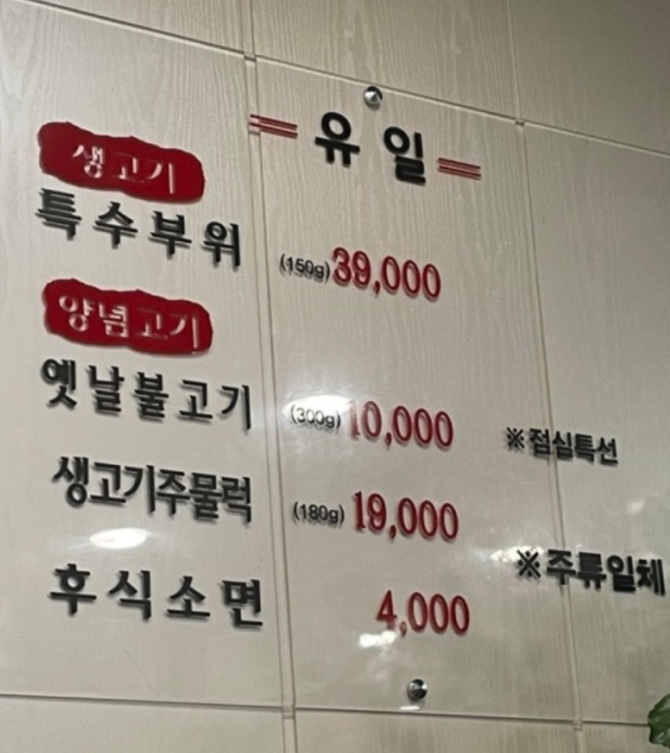 유일
생고기
특수부위 (150g) 39,000
양념고기
옛날불고기 (300g) 10,000 ※점심특선
생고기주물럭 (180g) 19,000
※주류일체
후식소면 4,000